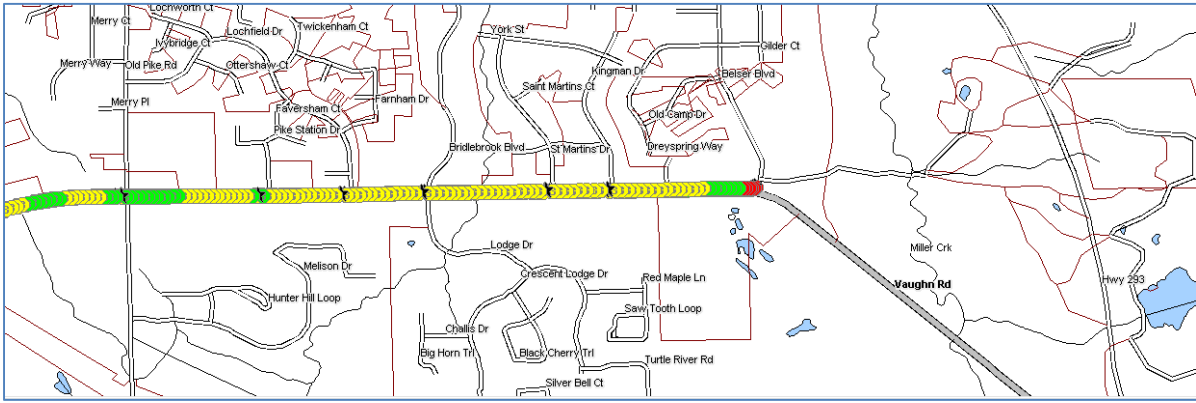 Lochworth Ct
Merry Ct
Twickenham Ct
Lochfield Dr
York St
Ivybridge Ct
Gilder Ct
Merry Way
Old Pike Rd
Ottershaw Ct
Kingman Dr
Belser Blvd
Saint Martins Ct
Merry Pl
Farnham Dr
Faversham Ct
Old Camp Dr
Pike Station Dr
Bridlebrook Blvd
St Martins Dr
Dreyspring Way
Lodge Dr
Miller Crk
Melison Dr
Crescent Lodge Dr
Red Maple Ln
Hwy 293
Vaughn Rd
Hunter Hill Loop
Saw Tooth Loop
Challis Dr
Big Horn Trl
Black Cherry Trl
Turtle River Rd
Silver Bell Ct